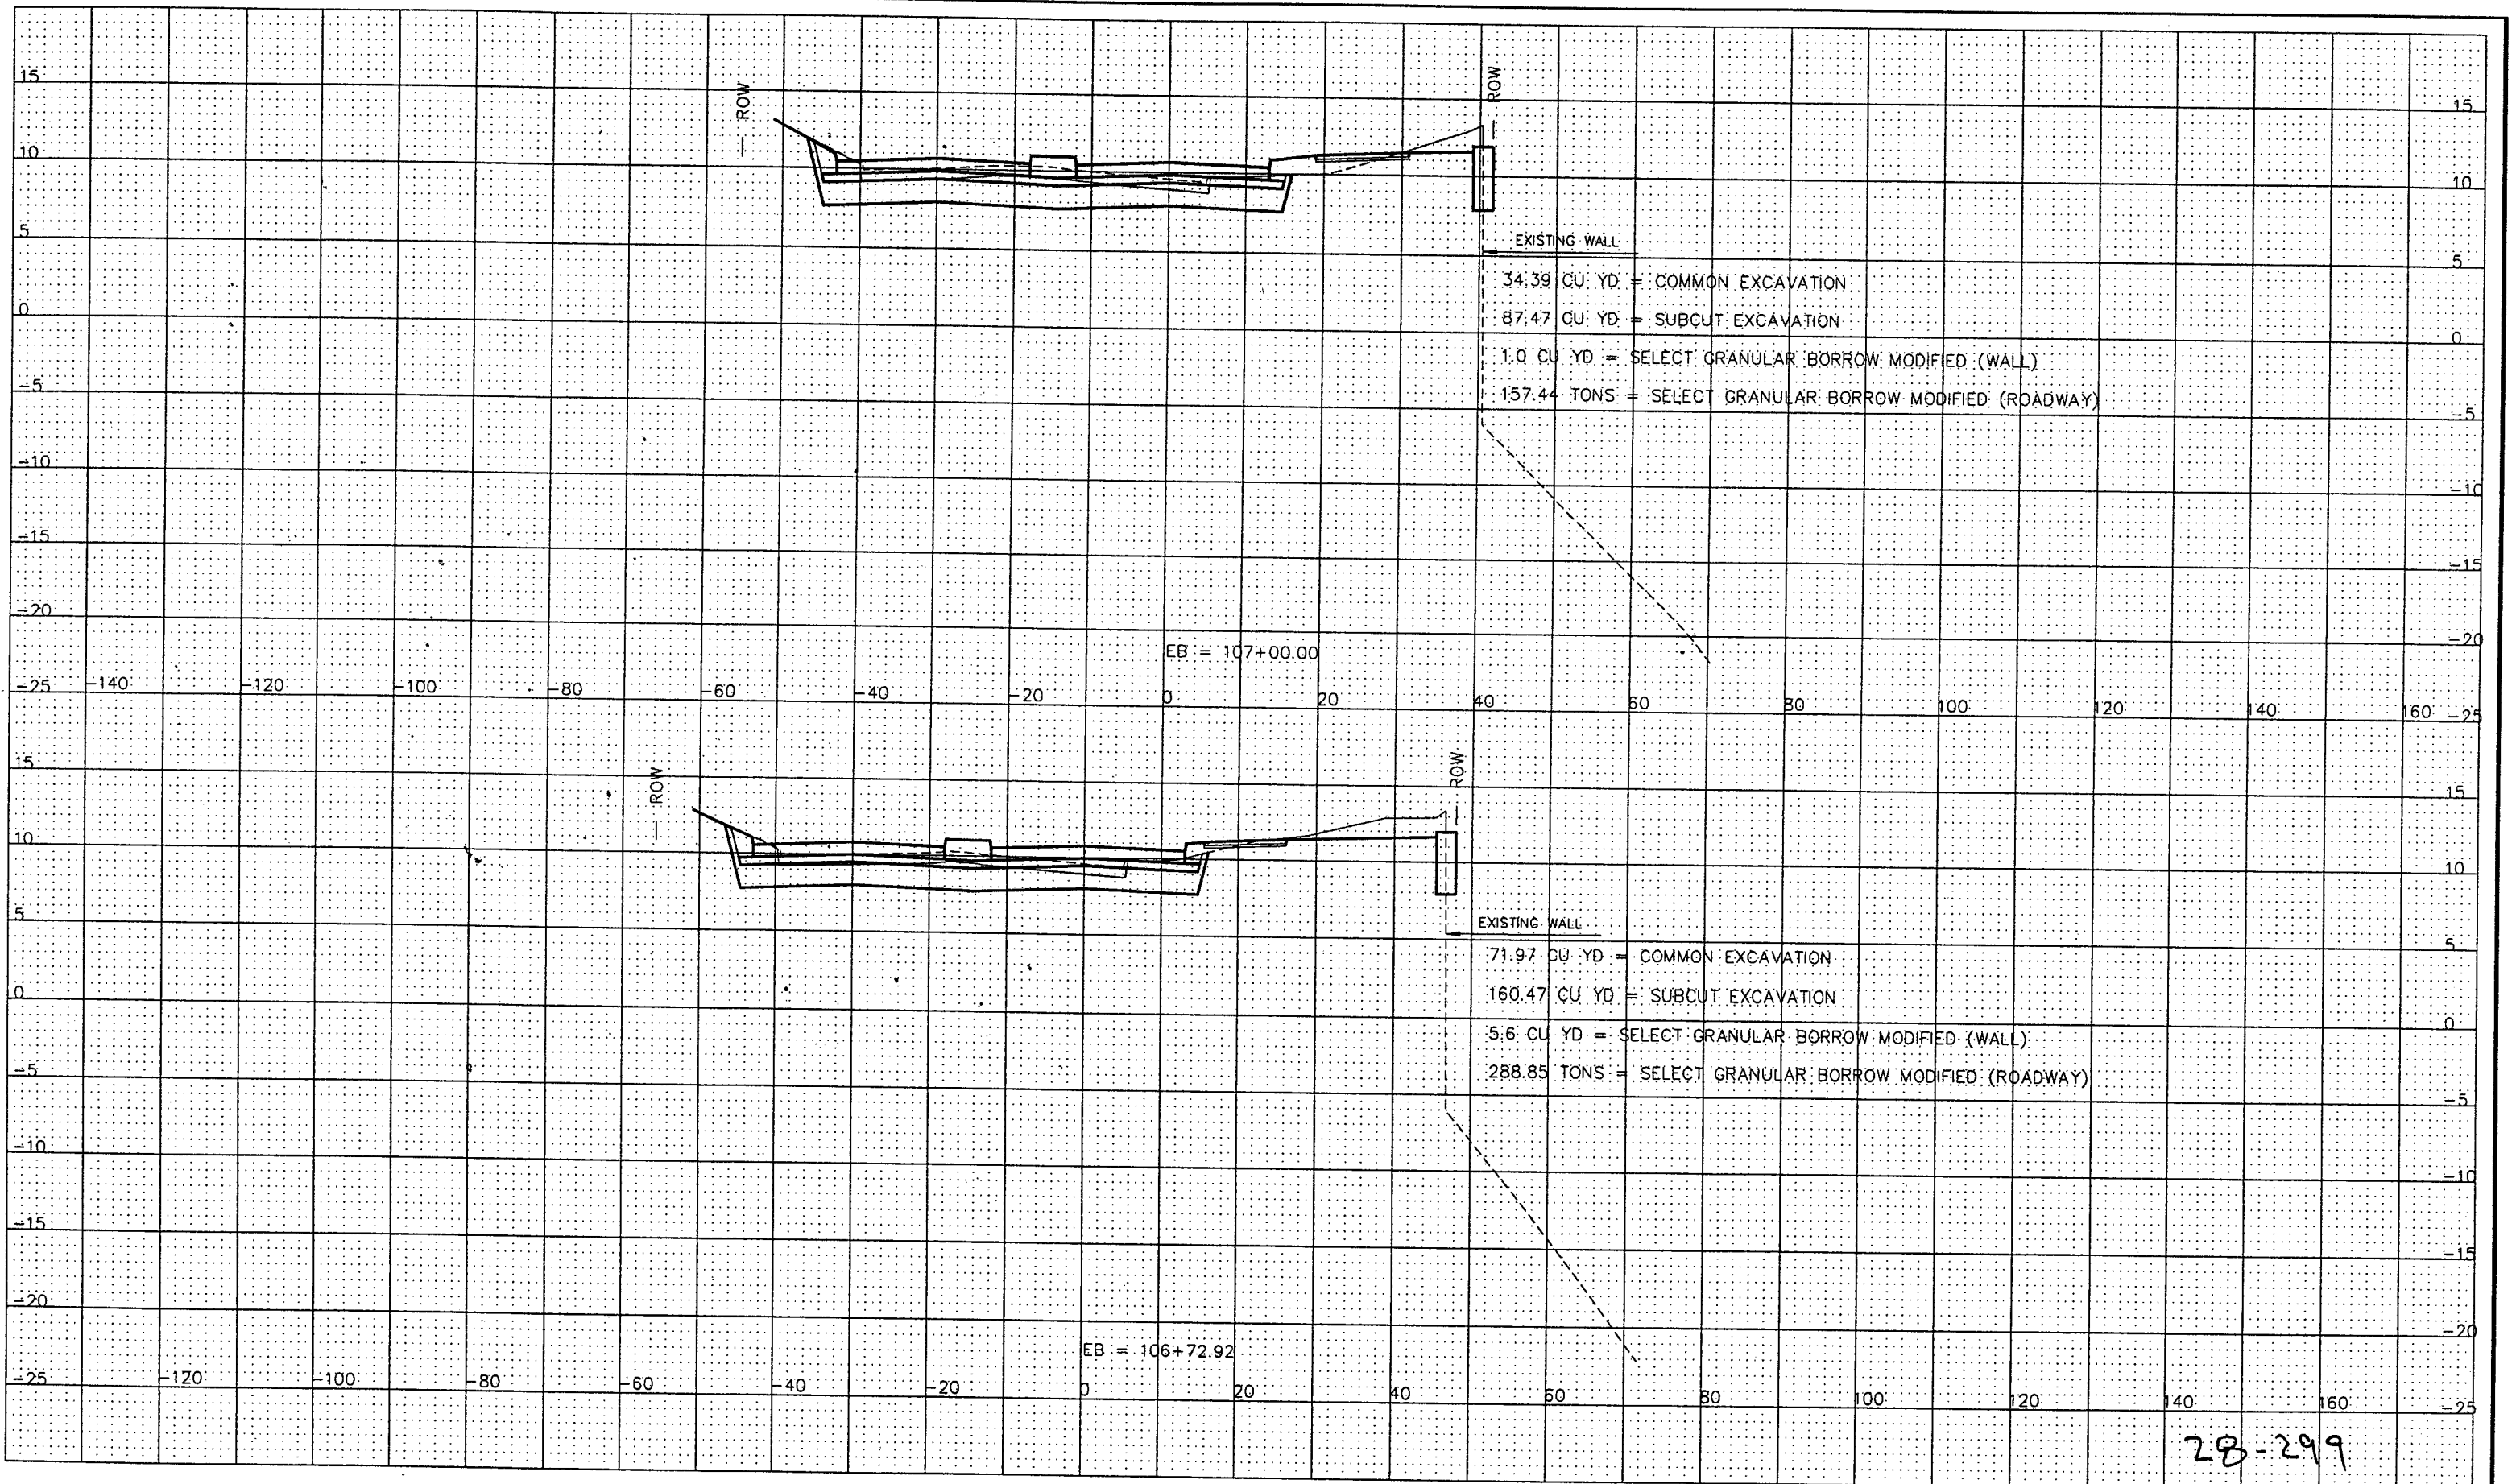 ROW
ROW
15 15
10 10
5 5
EXISTING WALL
34.39 CU YD = COMMON EXCAVATION
87.47 CU YD = SUBCUT EXCAVATION
0 0
1.0 CU YD = SELECT GRANULAR BORROW MODIFIED (WALL)
157.44 TONS = SELECT GRANULAR BORROW MODIFIED (ROADWAY)
-5 -5
-10 -10
-15 -15
-20 -20
EB = 107+00.00
-25 -140 -120 -100 -80 -60 -40 -20 0 20 40 60 80 100 120 140 160 -25
ROW
ROW
15 15
10 10
5 5
EXISTING WALL
71.97 CU YD = COMMON EXCAVATION
160.47 CU YD = SUBCUT EXCAVATION
0 0
5.6 CU YD = SELECT GRANULAR BORROW MODIFIED (WALL)
288.85 TONS = SELECT GRANULAR BORROW MODIFIED (ROADWAY)
-5 -5
-10 -10
-15 -15
-20 -20
EB = 106+72.92
-25 -120 -100 -80 -60 -40 -20 0 20 40 60 80 100 120 140 160 -25
28-299